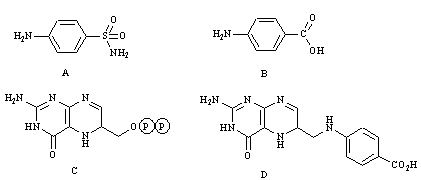 H₂N S O O NH₂
A
H₂N O OH
B
H₂N N N HN N H O O P P
C
H₂N N N HN N H O H N CO₂H
D